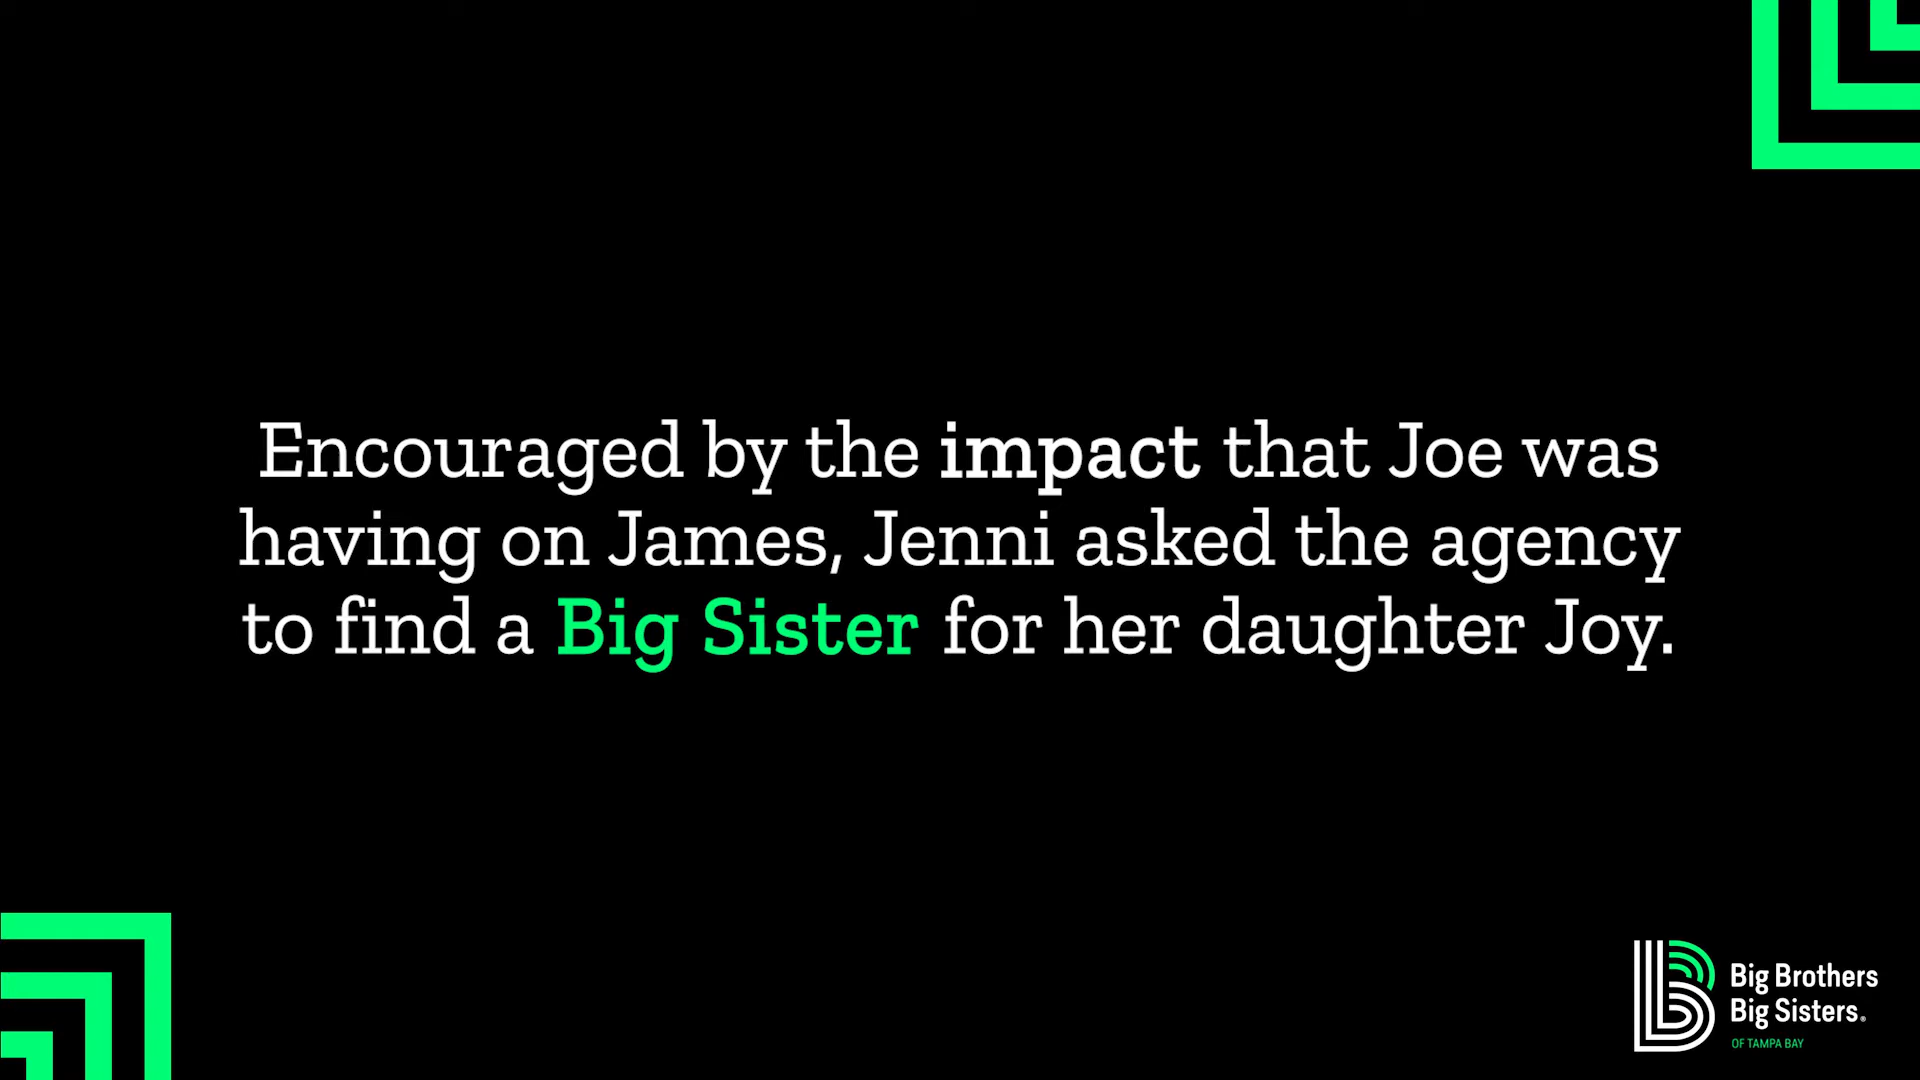 Encouraged by the impact that Joe was
having on James, Jenni asked the agency
to find a Big Sister for her daughter Joy.
Big Brothers
Big Sisters®
OF TAMPA BAY